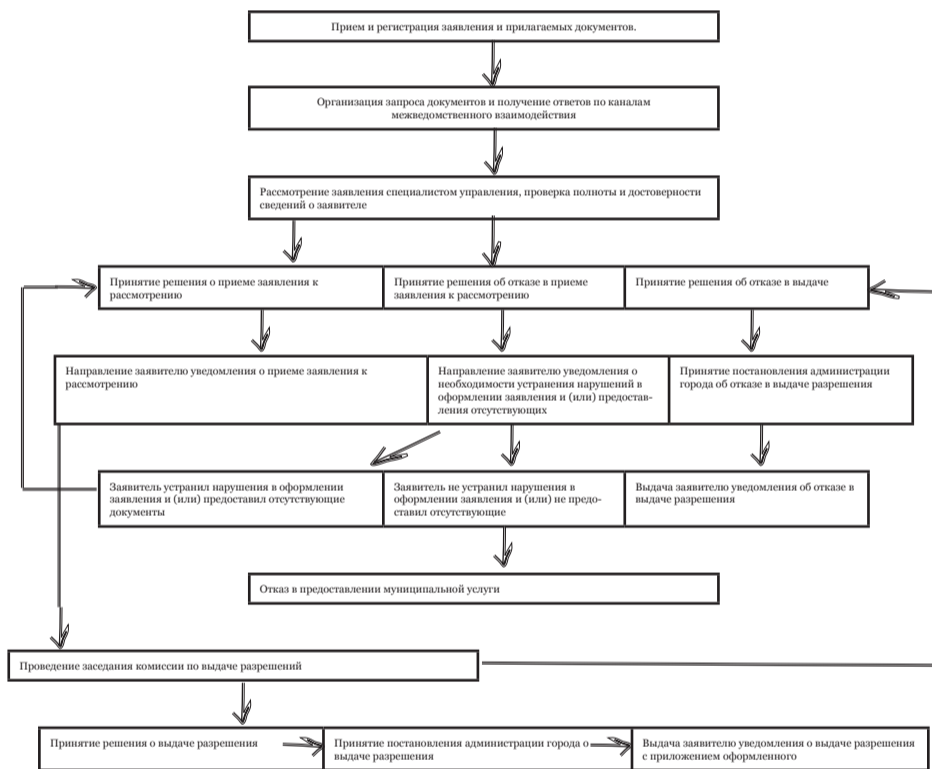 Прием и регистрация заявления и прилагаемых документов.
Организация запроса документов и получение ответов по каналам
межведомственного взаимодействия
Рассмотрение заявления специалистом управления, проверка полноты и достоверности
сведений о заявителе
Принятие решения о приеме заявления к
рассмотрению
Принятие решения об отказе в приеме
заявления к рассмотрению
Принятие решения об отказе в выдаче
Направление заявителю уведомления о приеме заявления к
рассмотрению
Направление заявителю уведомления о
необходимости устранения нарушений в
оформлении заявления и (или) предостав-
ления отсутствующих
Принятие постановления администрации
города об отказе в выдаче разрешения
Заявитель устранил нарушения в оформлении
заявления и (или) предоставил отсутствующие
документы
Заявитель не устранил нарушения в
оформлении заявления и (или) не предо-
ставил отсутствующие
Выдача заявителю уведомления об отказе в
выдаче разрешения
Отказ в предоставлении муниципальной услуги
Проведение заседания комиссии по выдаче разрешений
Принятие решения о выдаче разрешения
Принятие постановления администрации города о
выдаче разрешения
Выдача заявителю уведомления о выдаче разрешения
с приложением оформленного